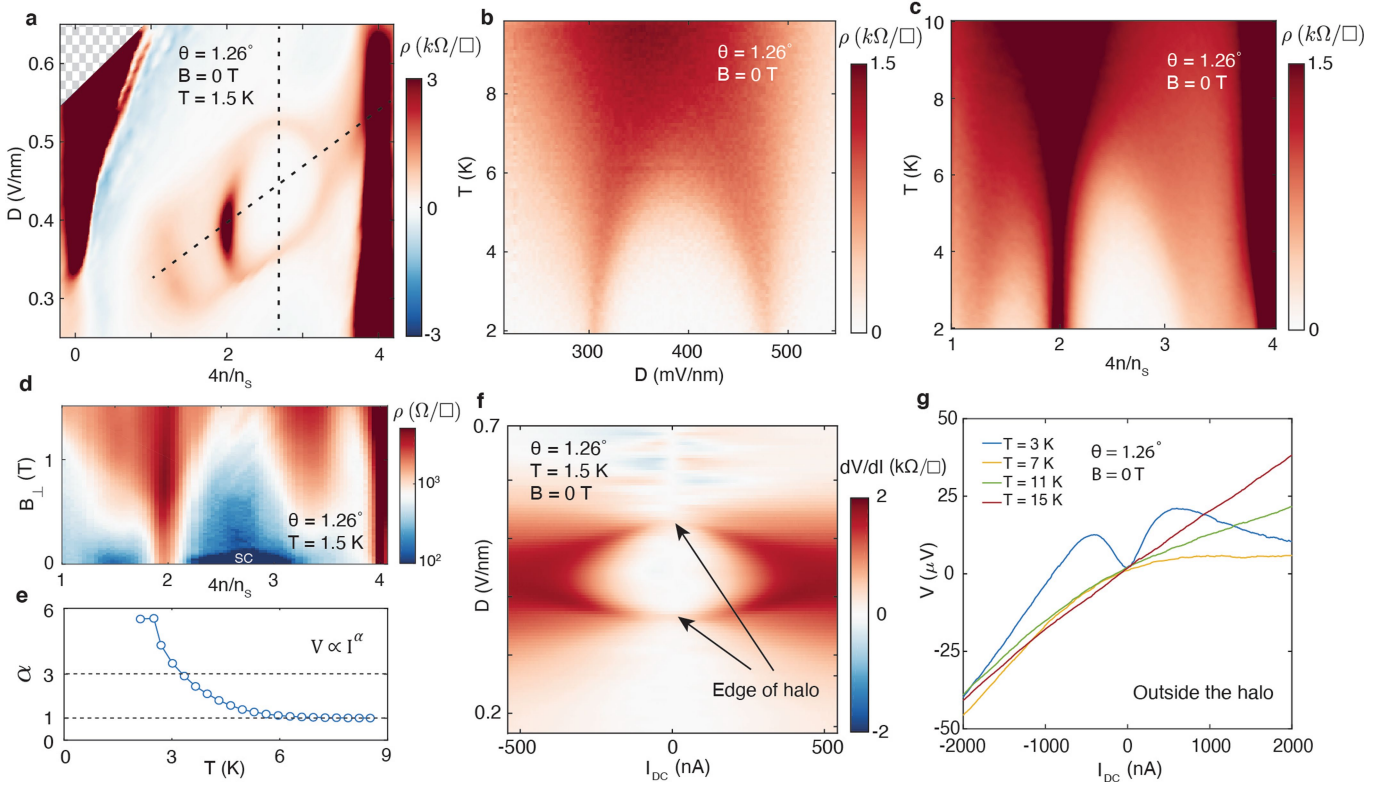 a
θ = 1.26°
B = 0 T
T = 1.5 K
ρ (kΩ/□)
3
0
-3
0.6
0.5
0.4
0.3
D (V/nm)
0
2
4
4n/nS
b
θ = 1.26°
B = 0 T
ρ (kΩ/□)
1.5
0
8
6
4
2
T (K)
300
400
500
D (mV/nm)
c
θ = 1.26°
B = 0 T
ρ (kΩ/□)
1.5
0
10
8
6
4
2
T (K)
1
2
3
4
4n/nS
d
ρ (Ω/□)
10³
10²
θ = 1.26°
T = 1.5 K
SC
1
0
B⊥ (T)
1
2
3
4
4n/nS
e
V ∝ I^α
6
3
1
0
α
0
3
6
9
T (K)
f
θ = 1.26°
T = 1.5 K
B = 0 T
Edge of halo
dV/dI (kΩ/□)
2
0
-2
0.7
0.2
D (V/nm)
-500
0
500
IDC (nA)
g
T = 3 K
T = 7 K
T = 11 K
T = 15 K
θ = 1.26°
B = 0 T
Outside the halo
50
25
0
-25
-50
V (μV)
-2000
-1000
0
1000
2000
IDC (nA)